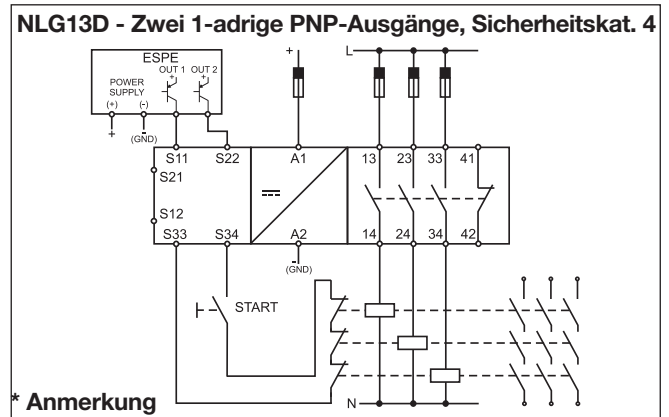 NLG13D - Zwei 1-adrige PNP-Ausgänge, Sicherheitskat. 4
ESPE
OUT 1 OUT 2
+ +
POWER
SUPPLY
(+) (-)
+ - (GND)
+
L
S11 S22 A1 13 23 33 41
S21
S12
S33 S34 A2 14 24 34 42
- (GND)
START
* Anmerkung
N